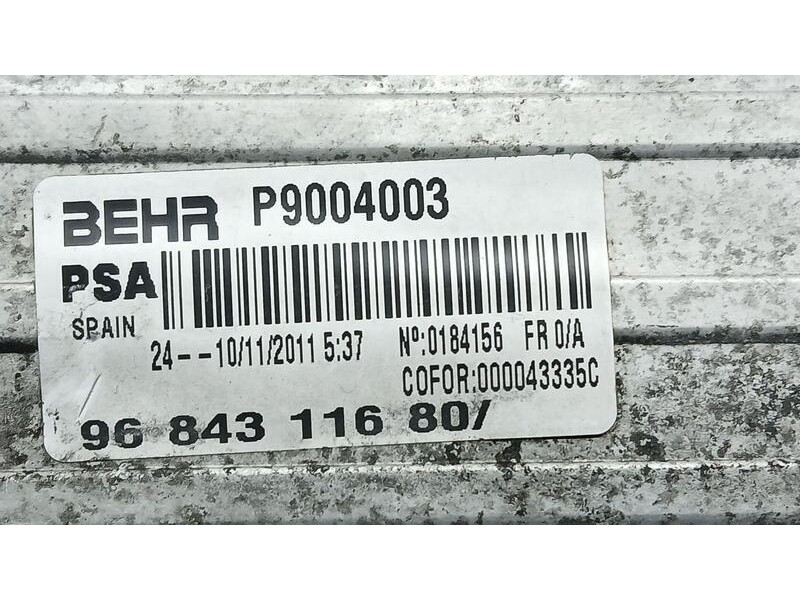 BEHR P9004003
PSA
SPAIN
24--10/11/2011 5:37 Nº:0184156 FR 0/A
COFOR:000043335C
96 843 116 80/